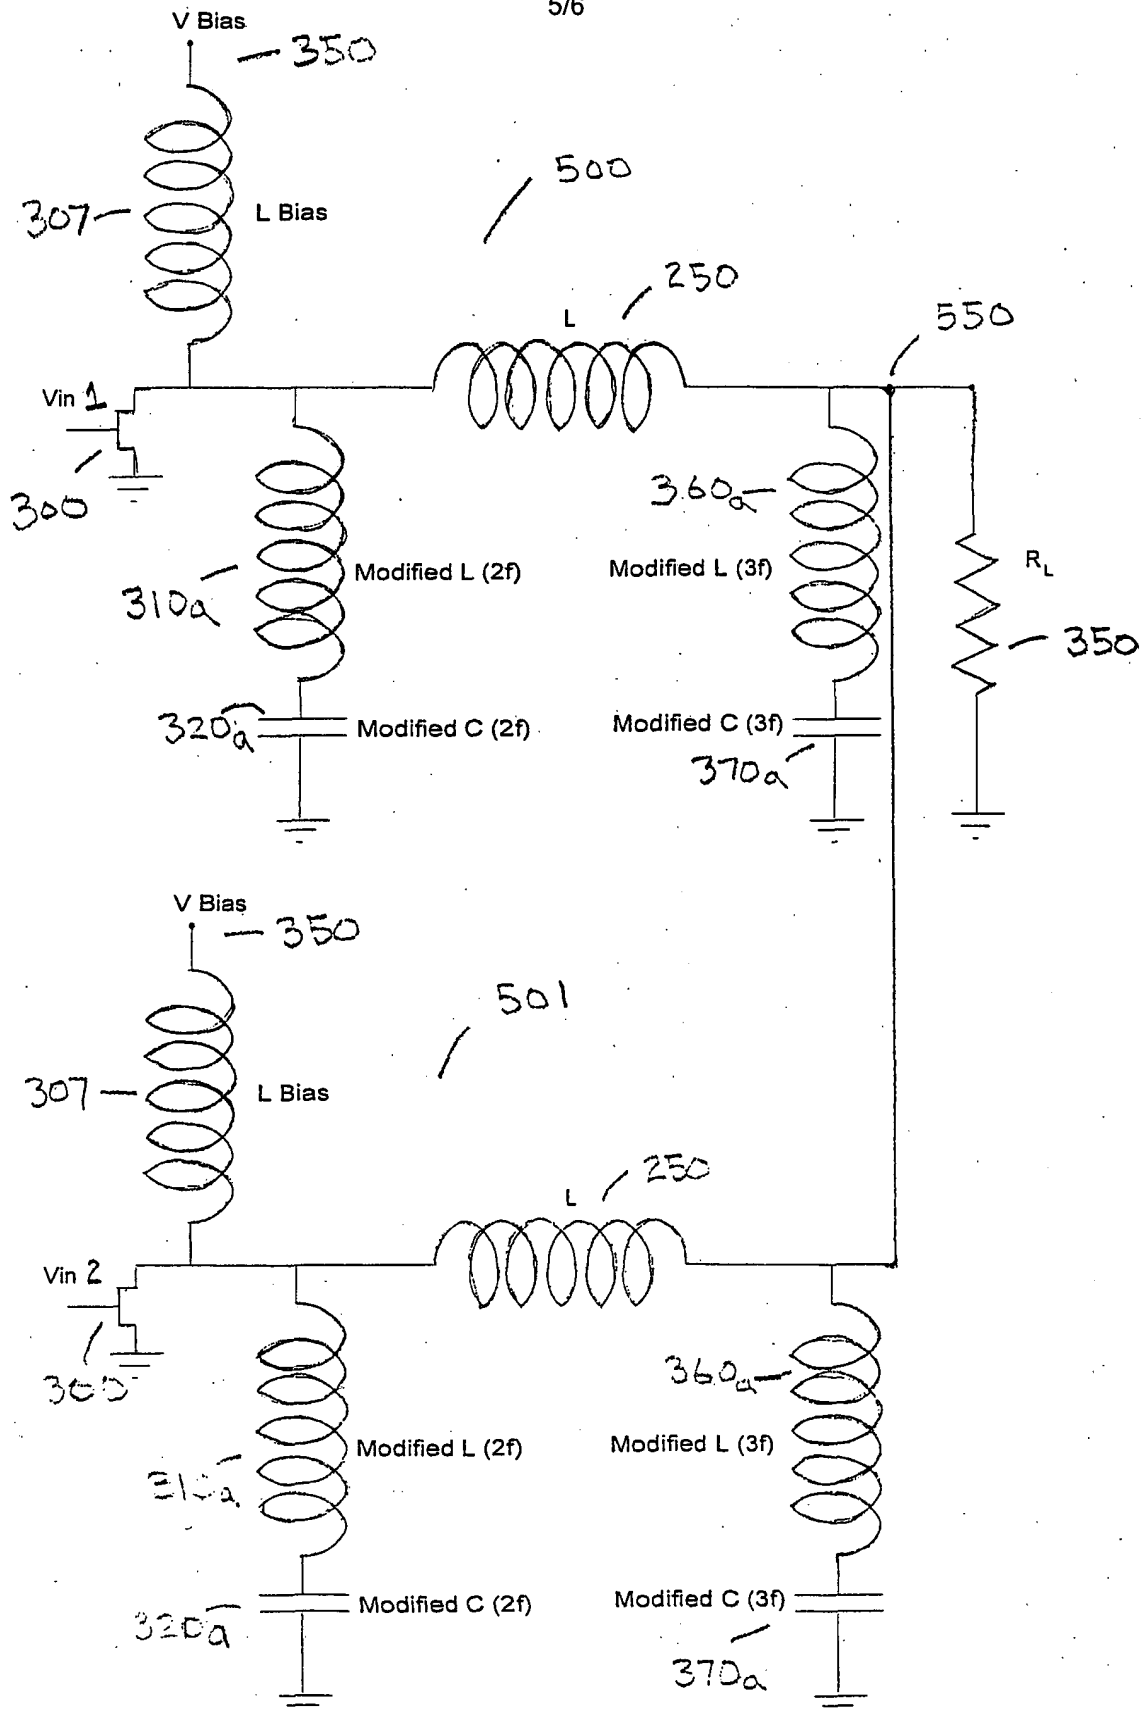 5/6
V Bias
350
307
L Bias
500
250
L
550
Vin 1
300
360a
310a
Modified L (2f)
Modified L (3f)
RL
350
320a
Modified C (2f)
Modified C (3f)
370a
V Bias
350
501
307
L Bias
250
L
Vin 2
300
360a
310a
Modified L (2f)
Modified L (3f)
320a
Modified C (2f)
Modified C (3f)
370a